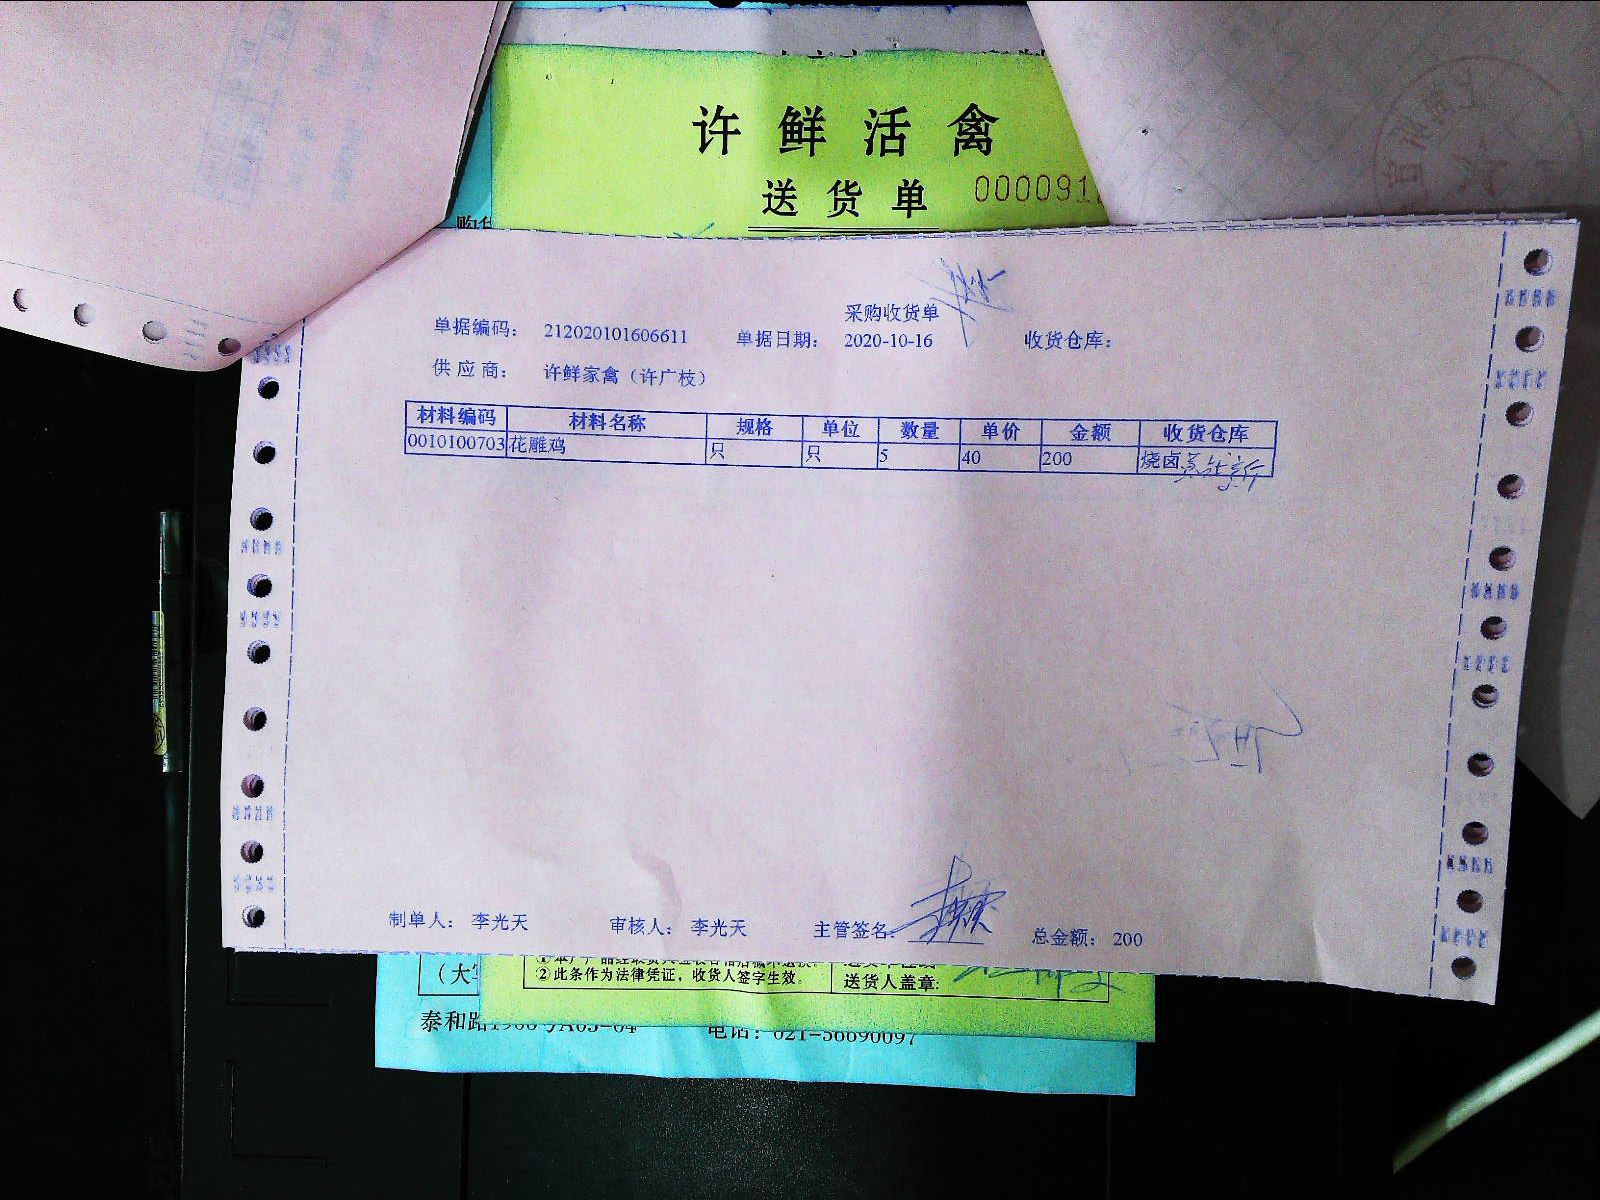 许鲜活禽
送货单 000091
采购收货单
单据编码： 212020101606611 单据日期： 2020-10-16 收货仓库：
供应商： 许鲜家禽（许广枝）
材料编码 材料名称 规格 单位 数量 单价 金额 收货仓库
0010100703 花雕鸡 只 只 5 40 200 烧卤
制单人： 李光天 审核人： 李光天 主管签名： 总金额： 200
②此条作为法律凭证，收货人签字生效。 送货人盖章：
泰和路 电话：021-56690097